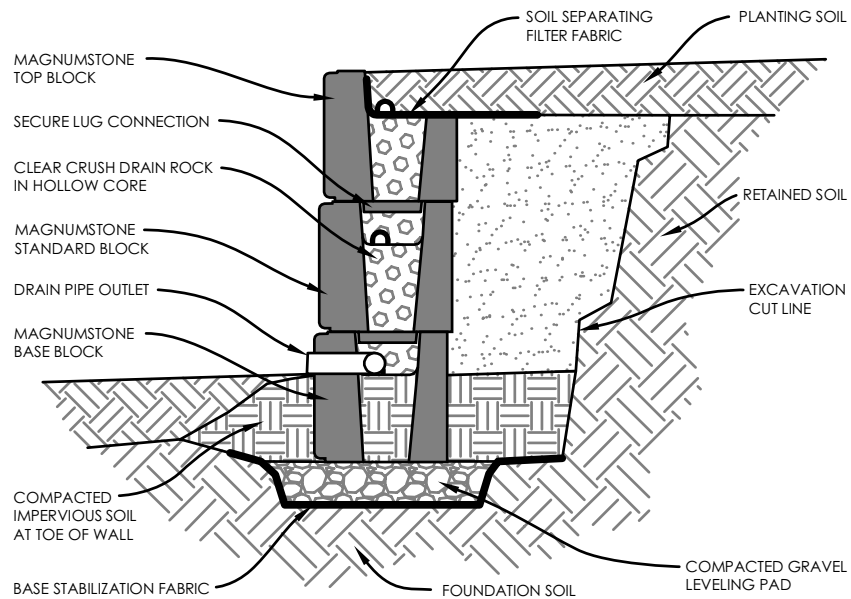 SOIL SEPARATING
FILTER FABRIC
PLANTING SOIL
MAGNUMSTONE
TOP BLOCK
SECURE LUG CONNECTION
CLEAR CRUSH DRAIN ROCK
IN HOLLOW CORE
RETAINED SOIL
MAGNUMSTONE
STANDARD BLOCK
DRAIN PIPE OUTLET
EXCAVATION
CUT LINE
MAGNUMSTONE
BASE BLOCK
COMPACTED
IMPERVIOUS SOIL
AT TOE OF WALL
BASE STABILIZATION FABRIC
FOUNDATION SOIL
COMPACTED GRAVEL
LEVELING PAD